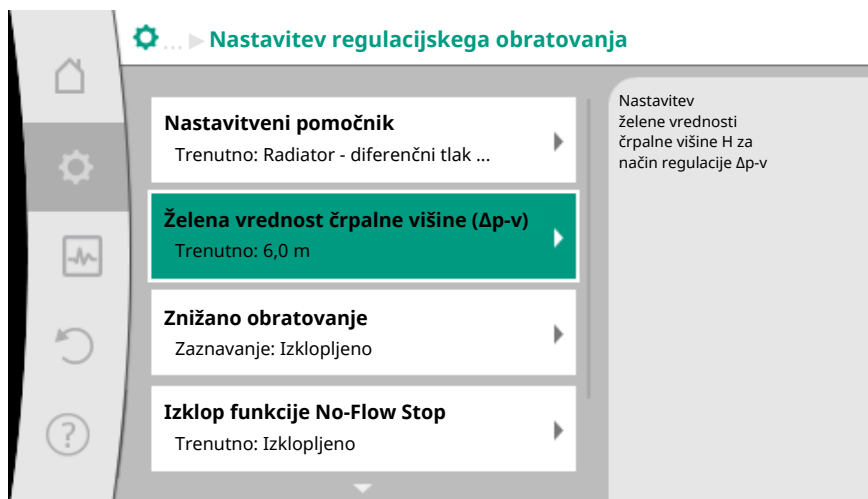 ... ▶ Nastavitev regulacijskega obratovanja
Nastavitveni pomočnik
Trenutno: Radiator - diferenčni tlak ...
Želena vrednost črpalne višine (Δp-v)
Trenutno: 6,0 m
Znižano obratovanje
Zaznavanje: Izklopljeno
Izklop funkcije No-Flow Stop
Trenutno: Izklopljeno
Nastavitev
želene vrednosti
črpalne višine H za
način regulacije Δp-v
?